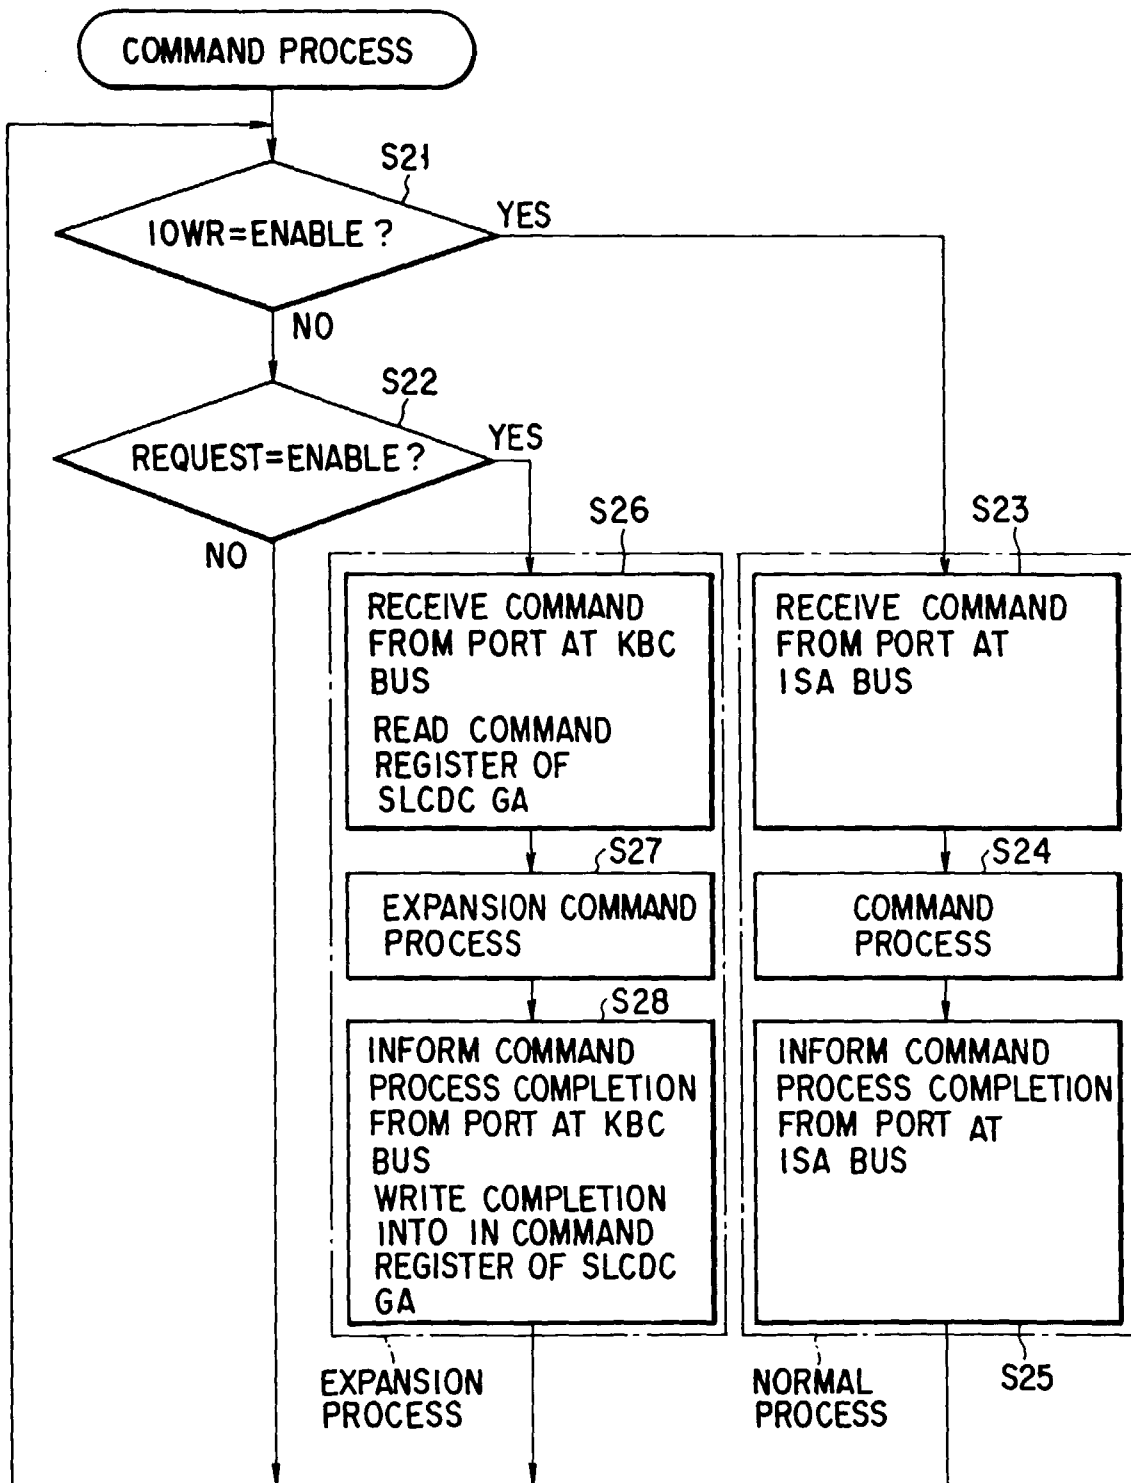 COMMAND PROCESS
S21
IOWR=ENABLE?
YES
NO
S22
REQUEST=ENABLE?
YES
NO
S26
RECEIVE COMMAND
FROM PORT AT KBC
BUS
READ COMMAND
REGISTER OF
SLCDC GA
S27
EXPANSION COMMAND
PROCESS
S28
INFORM COMMAND
PROCESS COMPLETION
FROM PORT AT KBC
BUS
WRITE COMPLETION
INTO IN COMMAND
REGISTER OF SLCDC
GA
EXPANSION
PROCESS
S23
RECEIVE COMMAND
FROM PORT AT
ISA BUS
S24
COMMAND
PROCESS
INFORM COMMAND
PROCESS COMPLETION
FROM PORT AT
ISA BUS
S25
NORMAL
PROCESS